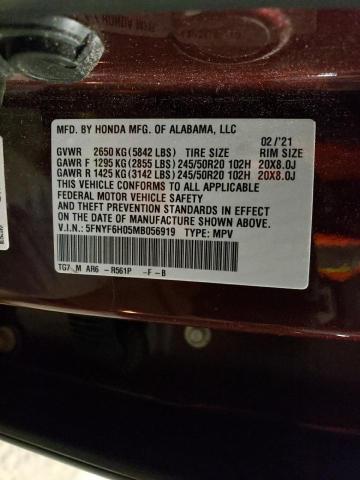 MFD. BY HONDA MFG. OF ALABAMA, LLC
02/'21
GVWR 2650 KG (5842 LBS) TIRE SIZE RIM SIZE
GAWR F 1295 KG (2855 LBS) 245/50R20 102H 20X8.0J
GAWR R 1425 KG (3142 LBS) 245/50R20 102H 20X8.0J
THIS VEHICLE CONFORMS TO ALL APPLICABLE
FEDERAL MOTOR VEHICLE SAFETY, BUMPER,
AND THEFT PREVENTION STANDARDS IN EFFECT
ON THE DATE OF MANUFACTURE SHOWN ABOVE.
V.I.N.: 5FNYF6H05MB056919 TYPE: MPV
TG7 M AR6 -R561P -F -B